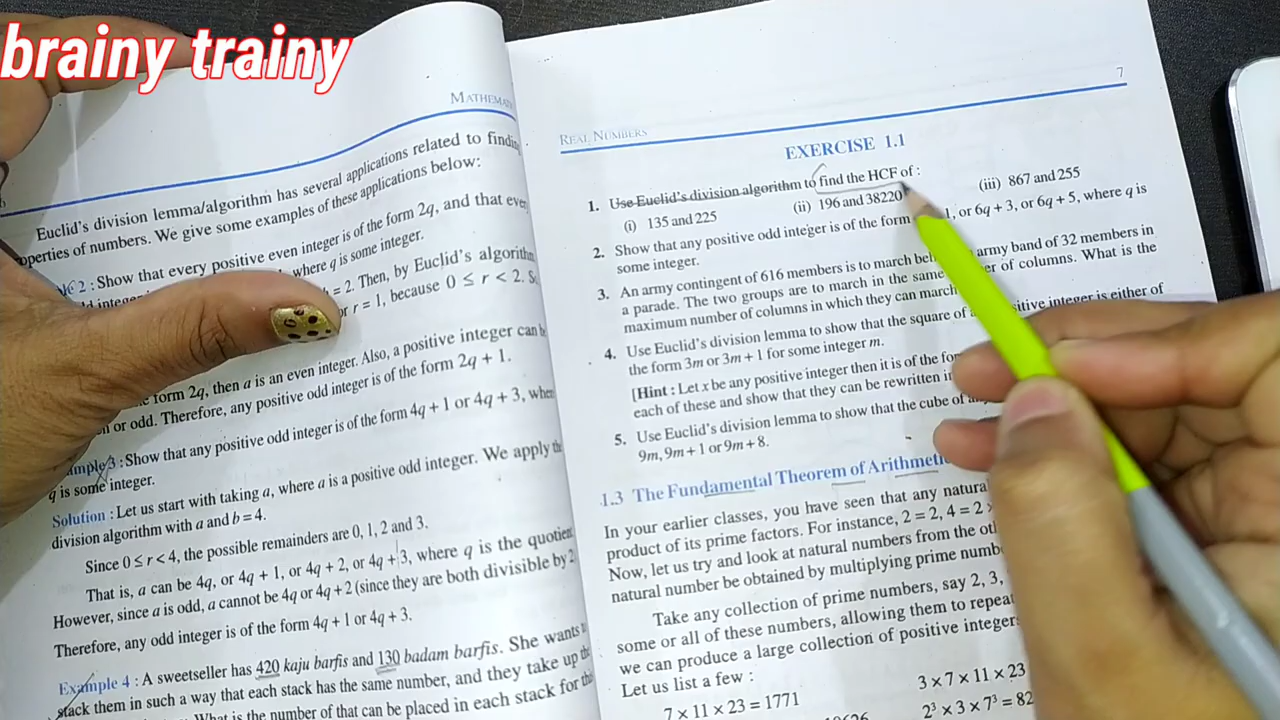 brainy trainy
MATHEMA
Euclid's division lemma/algorithm has several applications related to findin
operties of numbers. We give some examples of these applications below:
2 : Show that every positive even integer is of the form 2q, and that ever
where q is some integer.
= 2. Then, by Euclid's algorithm
r = 1, because 0 ≤ r < 2. S
form 2q, then a is an even integer. Also, a positive integer can b
or odd. Therefore, any positive odd integer is of the form 2q + 1.
ample 3 : Show that any positive odd integer is of the form 4q + 1 or 4q + 3, whe
q is some integer.
Solution : Let us start with taking a, where a is a positive odd integer. We apply the
division algorithm with a and b = 4.
Since 0 ≤ r < 4, the possible remainders are 0, 1, 2 and 3.
That is, a can be 4q, or 4q + 1, or 4q + 2, or 4q + 3, where q is the quotient
However, since a is odd, a cannot be 4q or 4q + 2 (since they are both divisible by 2
Therefore, any odd integer is of the form 4q + 1 or 4q + 3.
Example 4 : A sweetseller has 420 kaju barfis and 130 badam barfis. She wants
stack them in such a way that each stack has the same number, and they take up the
What is the number of that can be placed in each stack for
REAL NUMBERS 7
EXERCISE 1.1
1. Use Euclid's division algorithm to find the HCF of :
(i) 135 and 225 (ii) 196 and 38220 (iii) 867 and 255
2. Show that any positive odd integer is of the form 1, or 6q + 3, or 6q + 5, where q is
some integer.
3. An army contingent of 616 members is to march beh army band of 32 members in
a parade. The two groups are to march in the same er of columns. What is the
maximum number of columns in which they can march
4. Use Euclid's division lemma to show that the square of a sitive integer is either of
the form 3m or 3m + 1 for some integer m.
[Hint : Let x be any positive integer then it is of the for
each of these and show that they can be rewritten i
5. Use Euclid's division lemma to show that the cube of
9m, 9m + 1 or 9m + 8.
1.3 The Fundamental Theorem of Arithmeti
In your earlier classes, you have seen that any natura
product of its prime factors. For instance, 2 = 2, 4 = 2 ×
Now, let us try and look at natural numbers from the oth
natural number be obtained by multiplying prime numb
Take any collection of prime numbers, say 2, 3,
some or all of these numbers, allowing them to repeat
we can produce a large collection of positive integers
Let us list a few :
7 × 11 × 23 = 1771 3 × 7 × 11 × 23
2³ × 3 × 7³ = 82